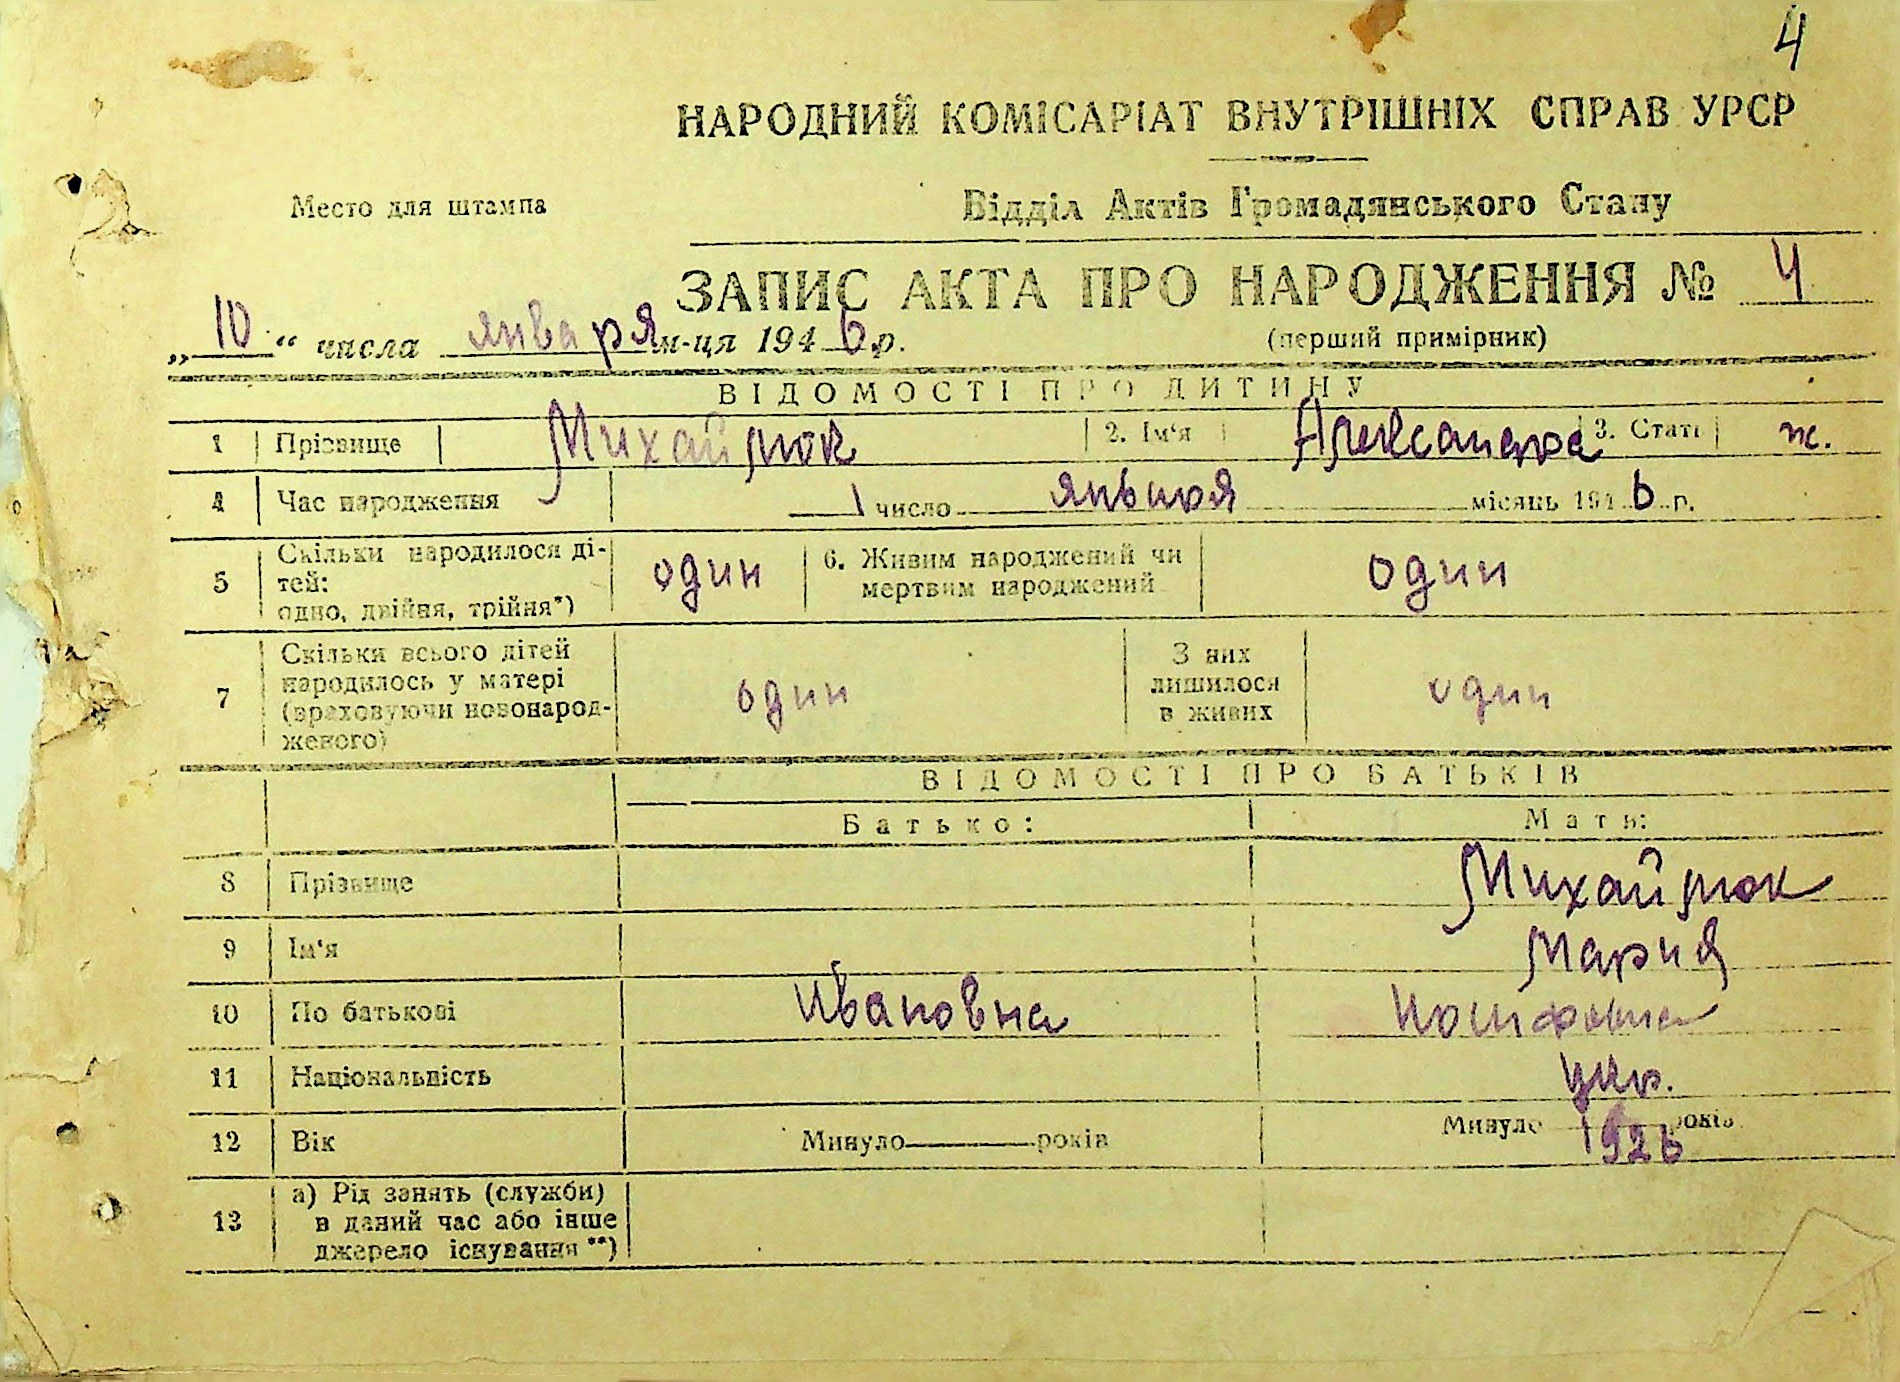 4
НАРОДНИЙ КОМІСАРІАТ ВНУТРІШНІХ СПРАВ УРСР
Место для штампа
Відділ Актів Громадянського Стану
ЗАПИС АКТА ПРО НАРОДЖЕННЯ № 4
„ 10 “ числа января м-ця 1946 р.
(перший примірник)
ВІДОМОСТІ ПРО ДИТИНУ
1 Прізвище Михайлюк 2. Ім‘я Александра 3. Стать ж.
4 Час народження 1 число января місяць 1946 р.
5 Скільки народилося ді-
тей:
одно, двійня, трійня*) один
6. Живим народжений чи
мертвим народжений один
7 Скільки всього дітей
народилось у матері
(враховуючи новонарод-
женого) один
З них
лишилося
в живих один
ВІДОМОСТІ ПРО БАТЬКІВ
Батько: Мати:
8 Прізвище Михайлюк
9 Ім‘я Мария
10 По батькові Ивановна
11 Національність укр.
12 Вік Минуло років Минуло 1926 років
13 а) Рід занять (служби)
в даний час або інше
джерело існування **)